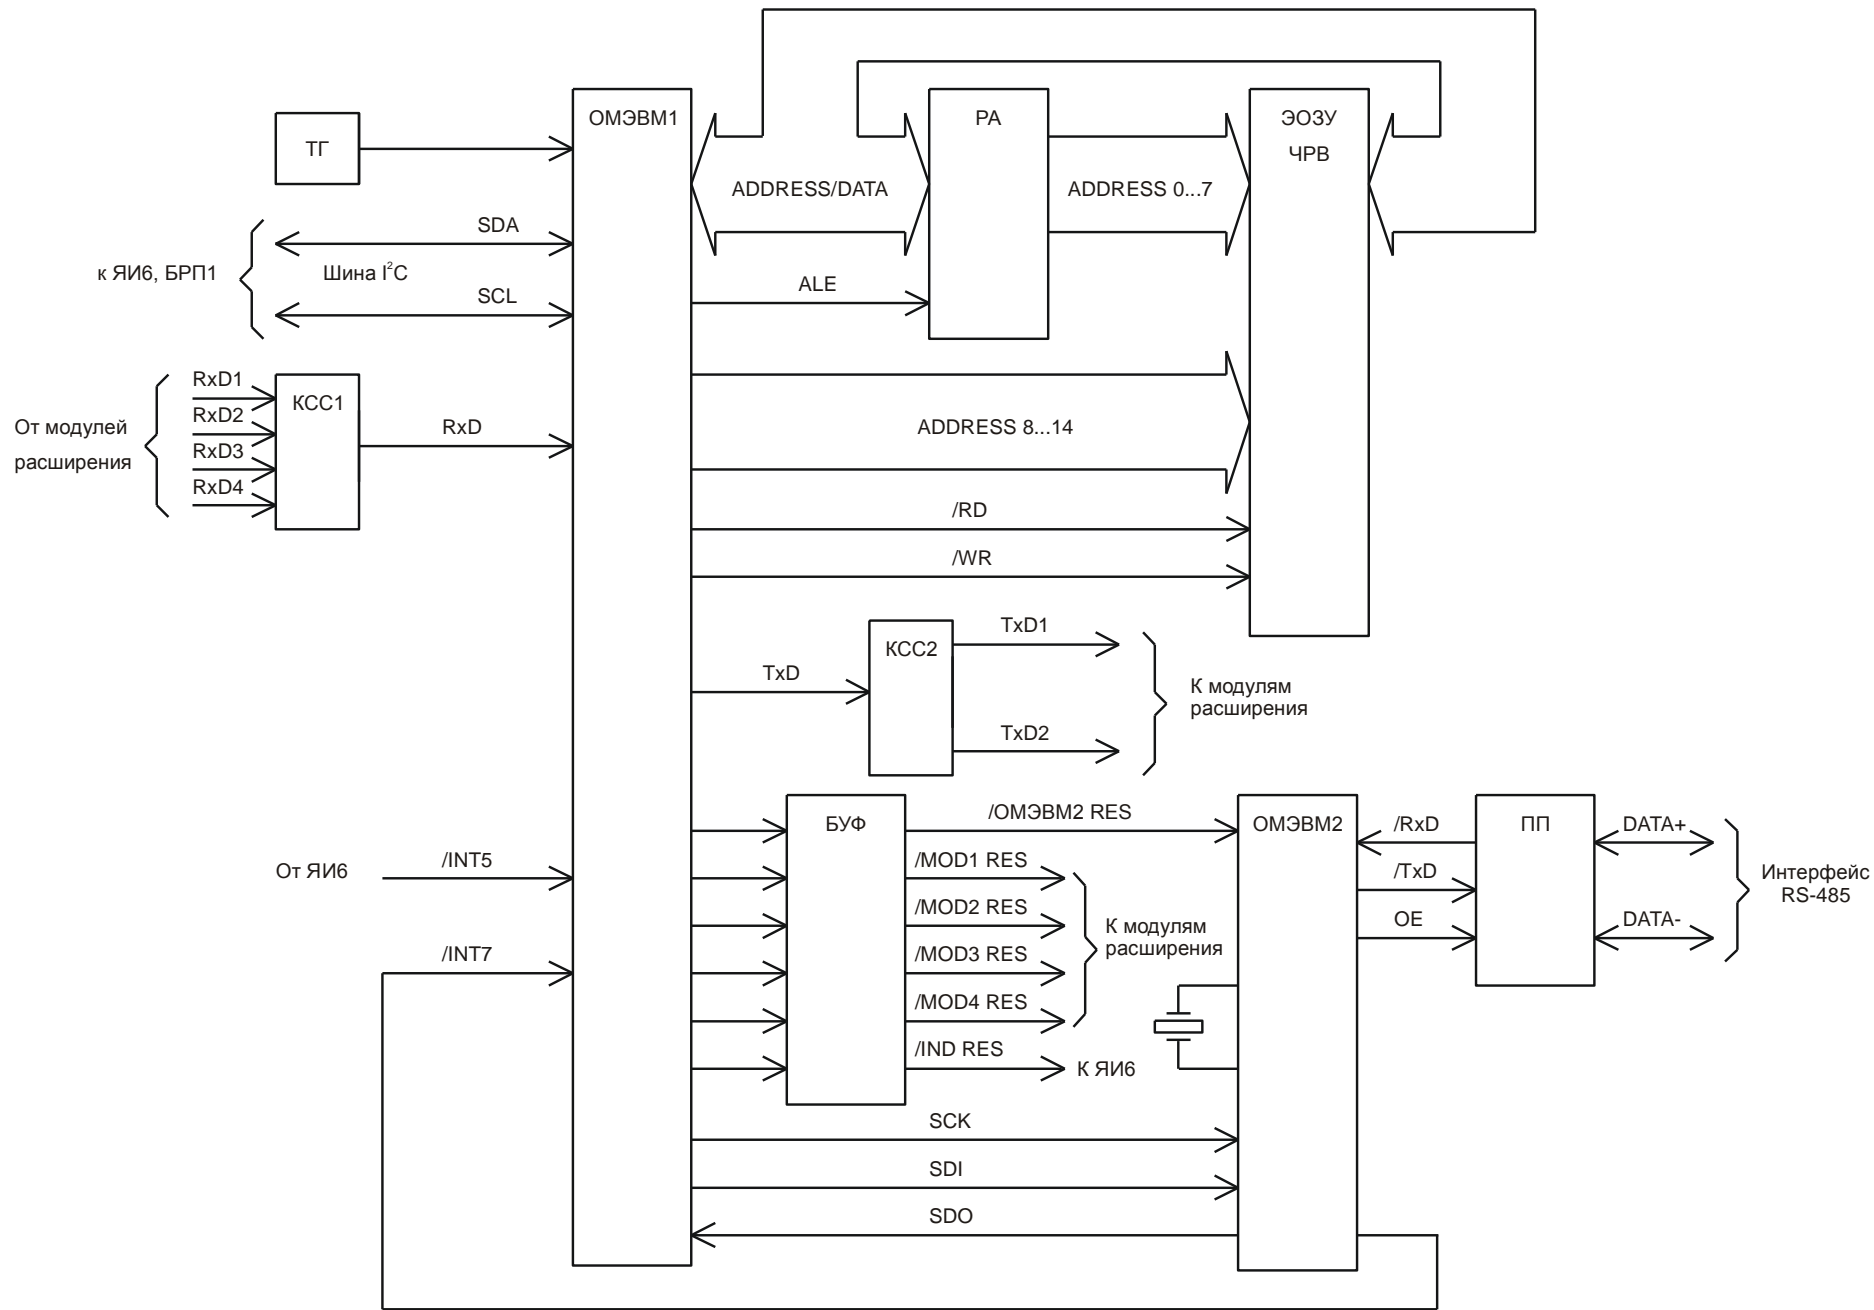 ОМЭВМ1
РА
ЭОЗУ
ЧРВ
ТГ
ADDRESS/DATA
ADDRESS 0...7
SDA
к ЯИ6, БРП1
Шина I²C
SCL
ALE
RxD1
RxD2
RxD3
RxD4
КСС1
RxD
От модулей
расширения
ADDRESS 8...14
/RD
/WR
КСС2
TxD
TxD1
TxD2
К модулям
расширения
БУФ
/ОМЭВМ2 RES
/MOD1 RES
/MOD2 RES
/MOD3 RES
/MOD4 RES
/IND RES
К модулям
расширения
К ЯИ6
От ЯИ6
/INT5
/INT7
ОМЭВМ2
/RxD
/TxD
OE
ПП
DATA+
DATA-
Интерфейс
RS-485
SCK
SDI
SDO